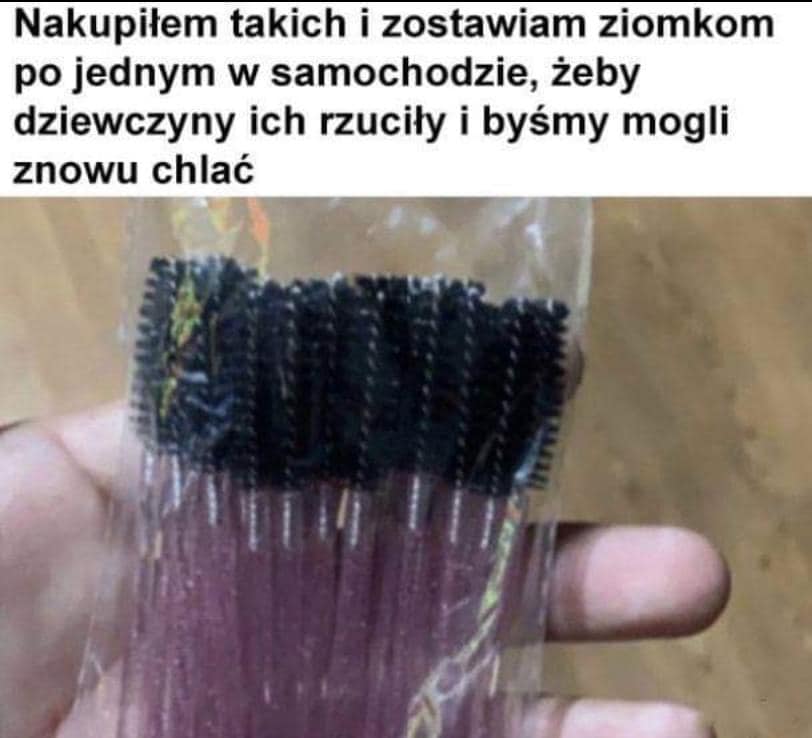 Nakupiłem takich i zostawiam ziomkom
po jednym w samochodzie, żeby
dziewczyny ich rzuciły i byśmy mogli
znowu chlać